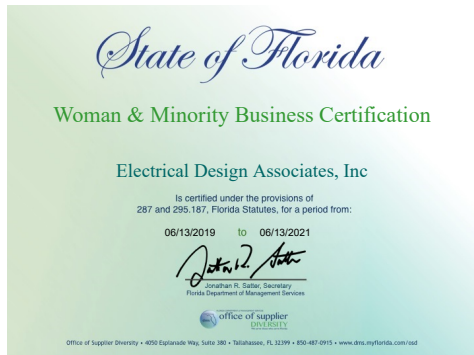 State of Florida
Woman & Minority Business Certification
Electrical Design Associates, Inc
Is certified under the provisions of
287 and 295.187, Florida Statutes, for a period from:
06/13/2019 to 06/13/2021
Jonathan R. Satter, Secretary
Florida Department of Management Services
office of supplier
DIVERSITY
Office of Supplier Diversity • 4050 Esplanade Way, Suite 380 • Tallahassee, FL 32399 • 850-487-0915 • www.dms.myflorida.com/osd